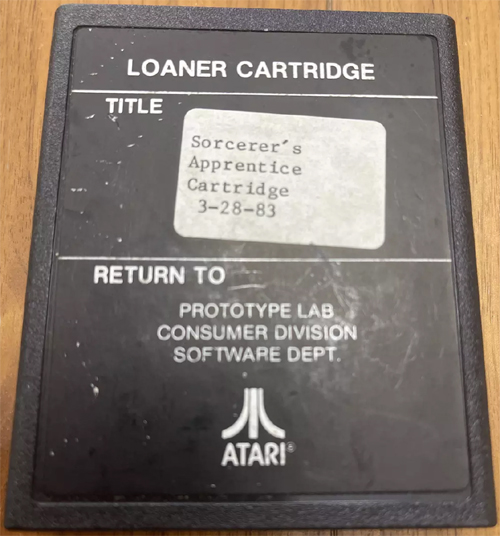 LOANER CARTRIDGE
TITLE
Sorcerer's
Apprentice
Cartridge
3-28-83
RETURN TO
PROTOTYPE LAB
CONSUMER DIVISION
SOFTWARE DEPT.
ATARI®